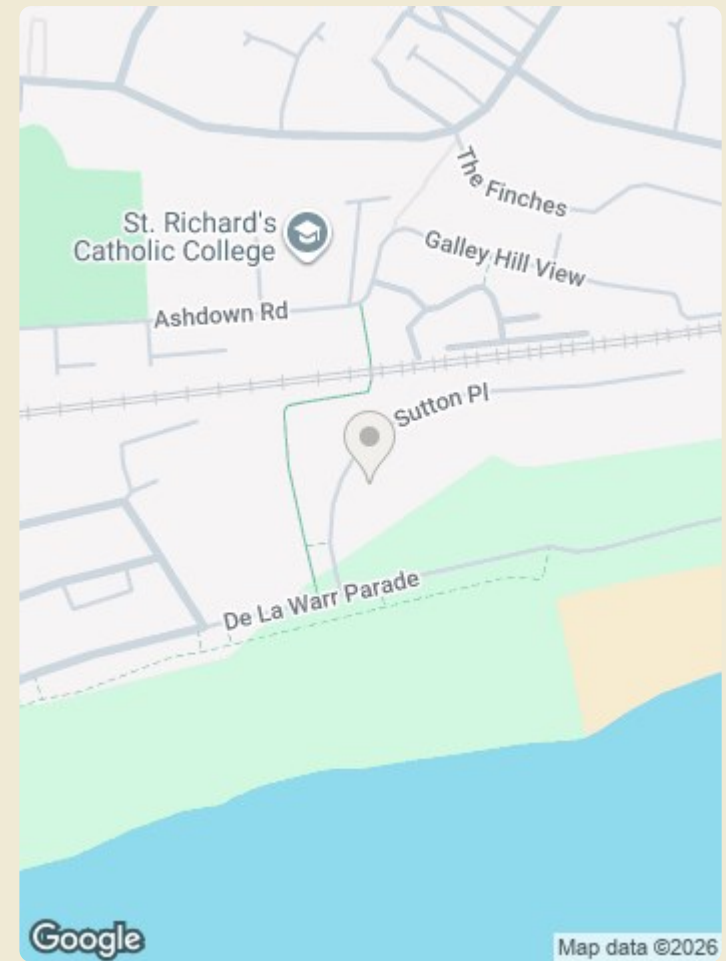 The Finches
St. Richard's
Catholic College
Galley Hill View
Ashdown Rd
Sutton Pl
De La Warr Parade
Google
Map data ©2026